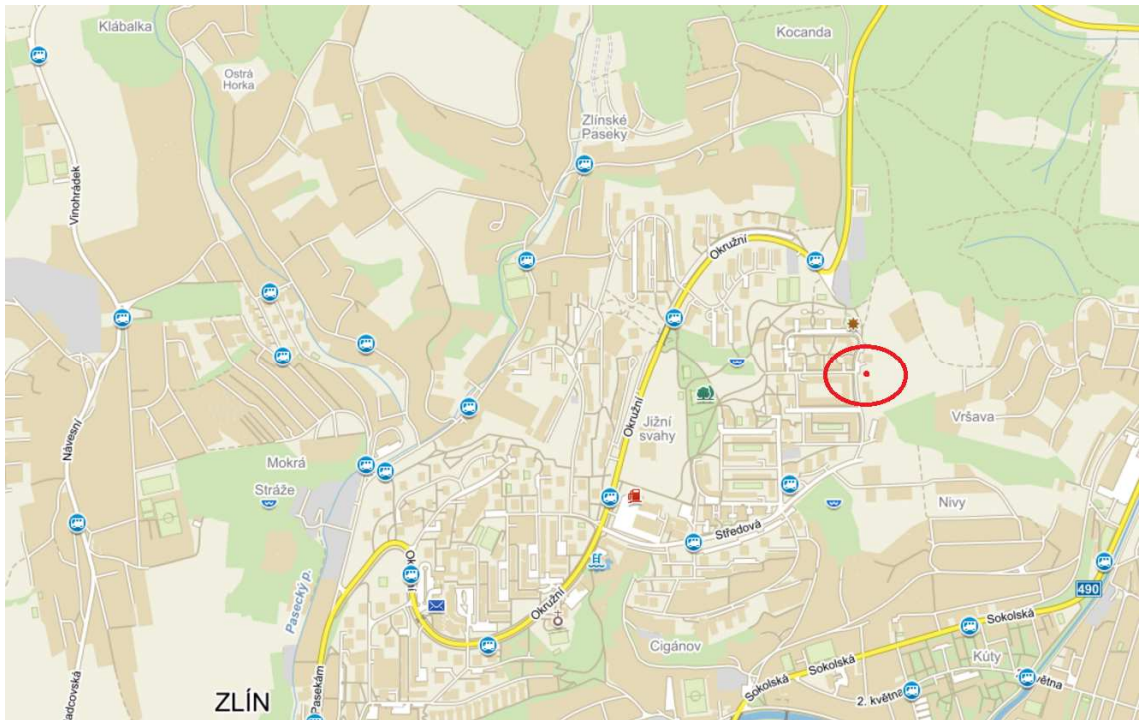 Klábalka
Kocanda
Ostrá
Horka
Zlínské
Paseky
Vinohrádek
Okružní
Návesní
Okružní
Jižní
svahy
Vršava
Mokrá
Stráže
Nivy
Středová
Pasecký p.
Okružní
490
Sokolská
Cigánov
Kúty
Sokolská
Sokolská
2. května
Pasekám
ZLÍN